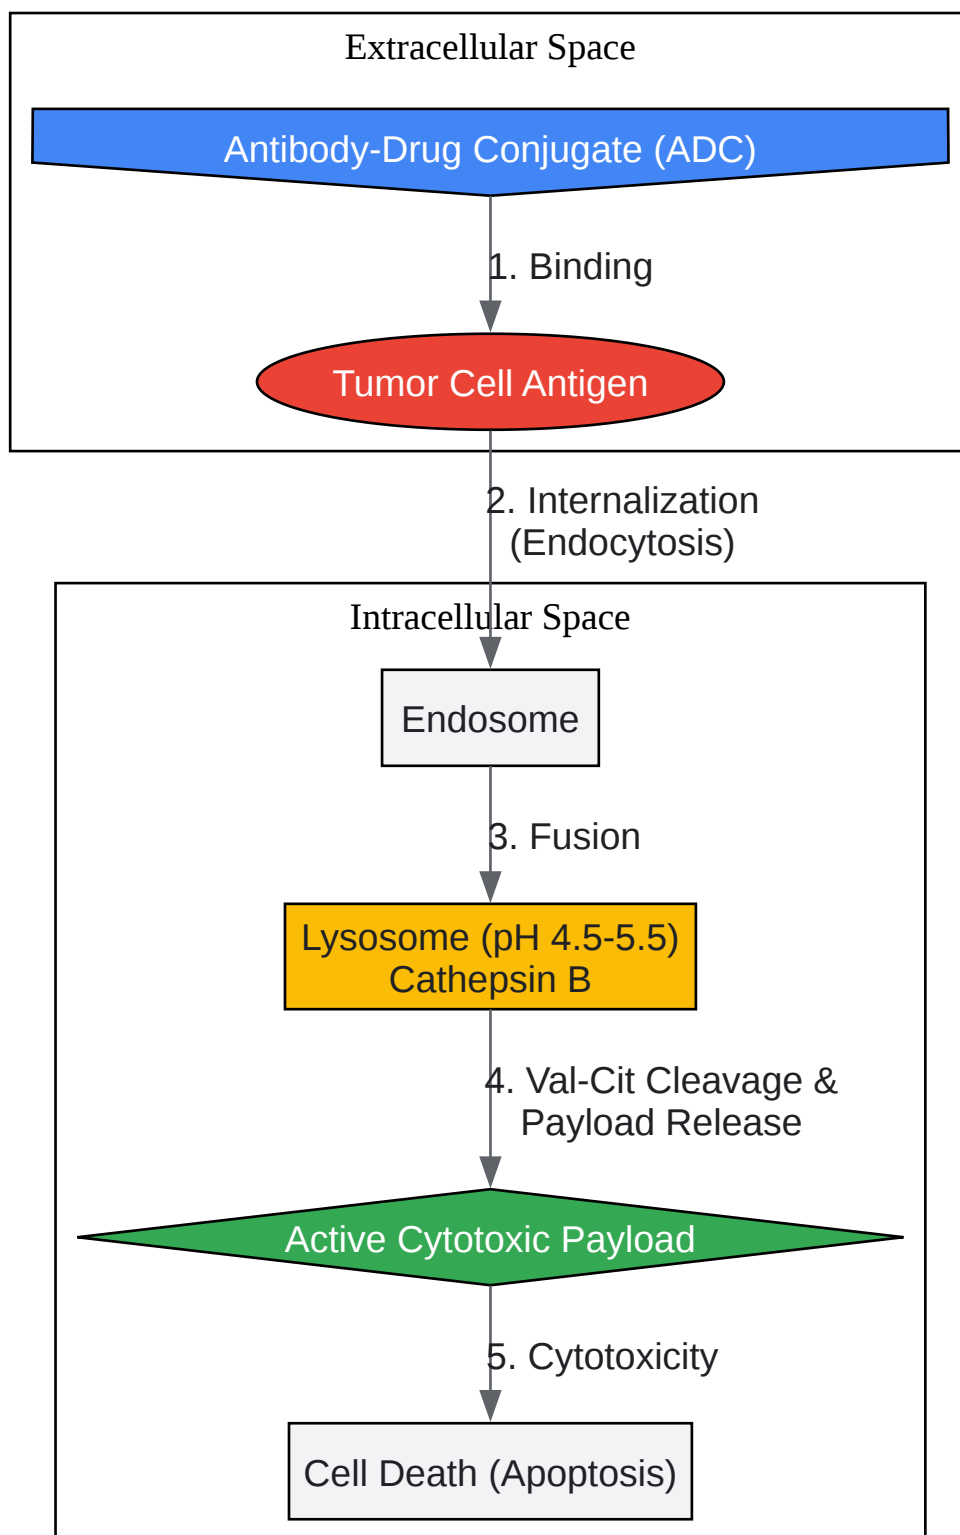 Extracellular Space
Antibody-Drug Conjugate (ADC)
1. Binding
Tumor Cell Antigen
2. Internalization
(Endocytosis)
Intracellular Space
Endosome
3. Fusion
Lysosome (pH 4.5-5.5)
Cathepsin B
4. Val-Cit Cleavage &
Payload Release
Active Cytotoxic Payload
5. Cytotoxicity
Cell Death (Apoptosis)